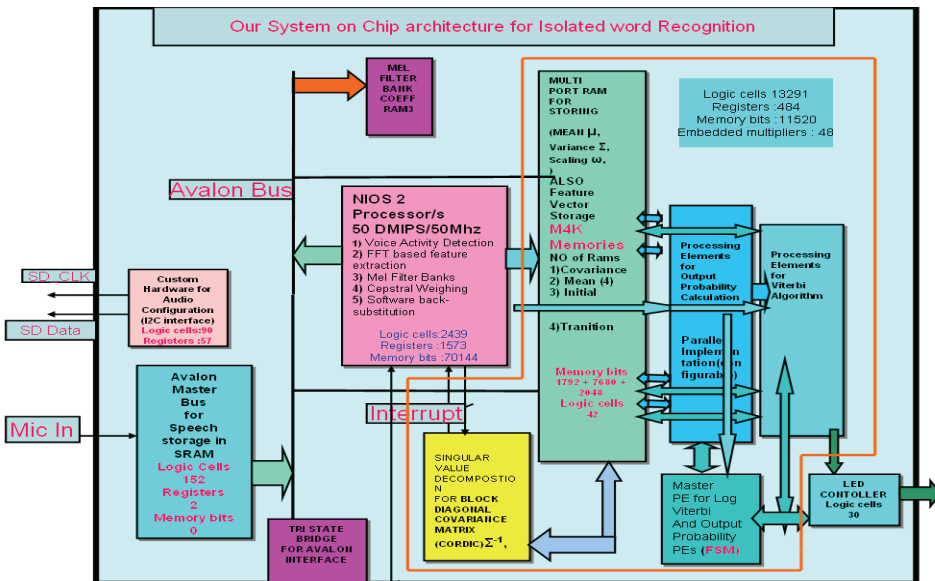 Our System on Chip architecture for Isolated word Recognition
MEL
FILTER
BANK
COEFF
RAM3
MULTI
PORT RAM
FOR
STORING
(MEAN μ,
Variance Σ,
Scaling ω,
)
ALSO
Feature
Vector
Storage
M4K
Memories
NO of Rams
1)Covariance
2) Mean (4)
3) Initial
4)Tranition
Memory bits
1792 + 7680 +
2048
Logic cells
42
Logic cells 13291
Registers :484
Memory bits :11520
Embedded multipliers : 48
Avalon Bus
NIOS 2
Processor/s
50 DMIPS/50Mhz
1) Voice Activity Detection
2) FFT based feature
extraction
3) Mel Filter Banks
4) Cepstral Weighing
5) Software back-
substitution
Logic cells:2439
Registers :1573
Memory bits :70144
Processing
Elements
for
Output
Probability
Calculation
Paralle
Implemen
tation(con
figurable)
Processing
Elements
for Viterbi
Algorithm
SD_CLK
SD Data
Custom
Hardware for
Audio
Configuration
(I2C interface)
Logic cells:90
Registers :57
Mic In
Avalon
Master
Bus
for
Speech
storage in
SRAM
Logic Cells
152
Registers
2
Memory bits
0
Interrupt
SINGULAR
VALUE
DECOMPOSTIO
N
FOR BLOCK
DIAGONAL
COVARIANCE
MATRIX
(CORDIC)Σ⁻¹,
Master
PE for Log
Viterbi
And Output
Probability
PEs (FSM)
LED
CONTOLLER
Logic cells
30
TRI STATE
BRIDGE
FOR AVALON
INTERFACE